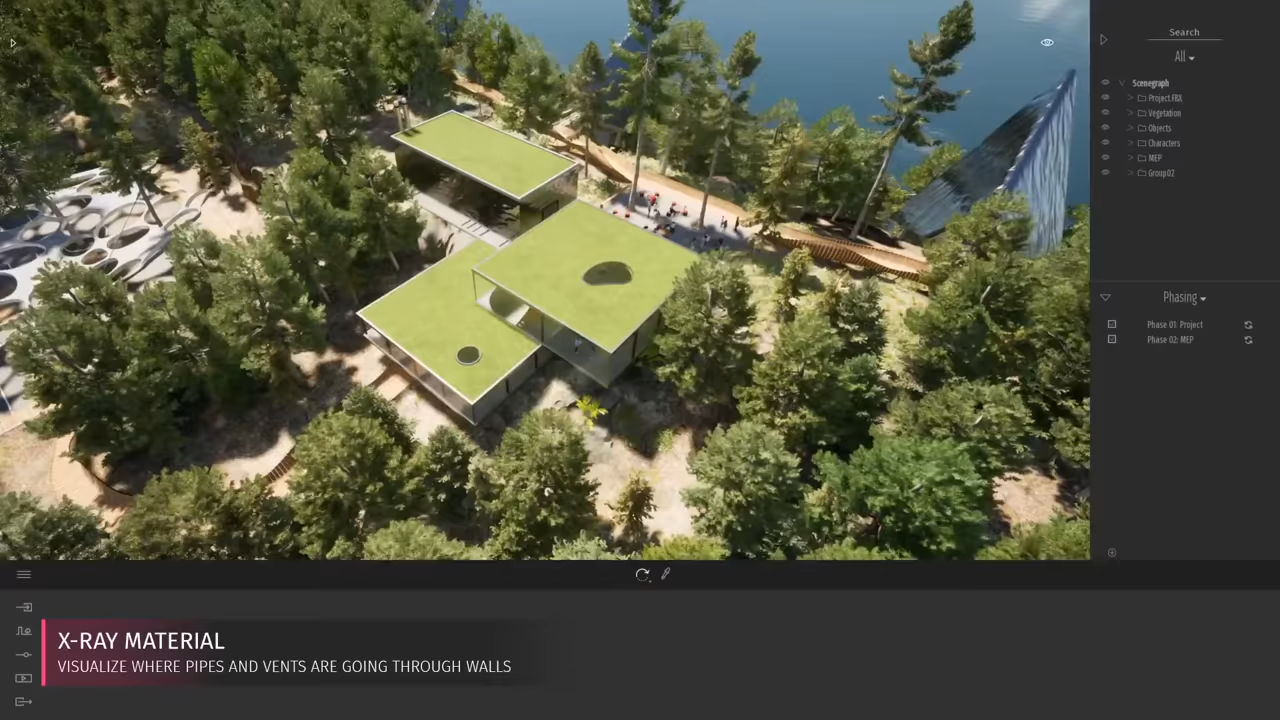 Search
All
Scenegraph
Project FBX
Vegetation
Objects
Characters
MEP
Group02
Phasing
Phase 01: Project
Phase 02: MEP
X-RAY MATERIAL
VISUALIZE WHERE PIPES AND VENTS ARE GOING THROUGH WALLS